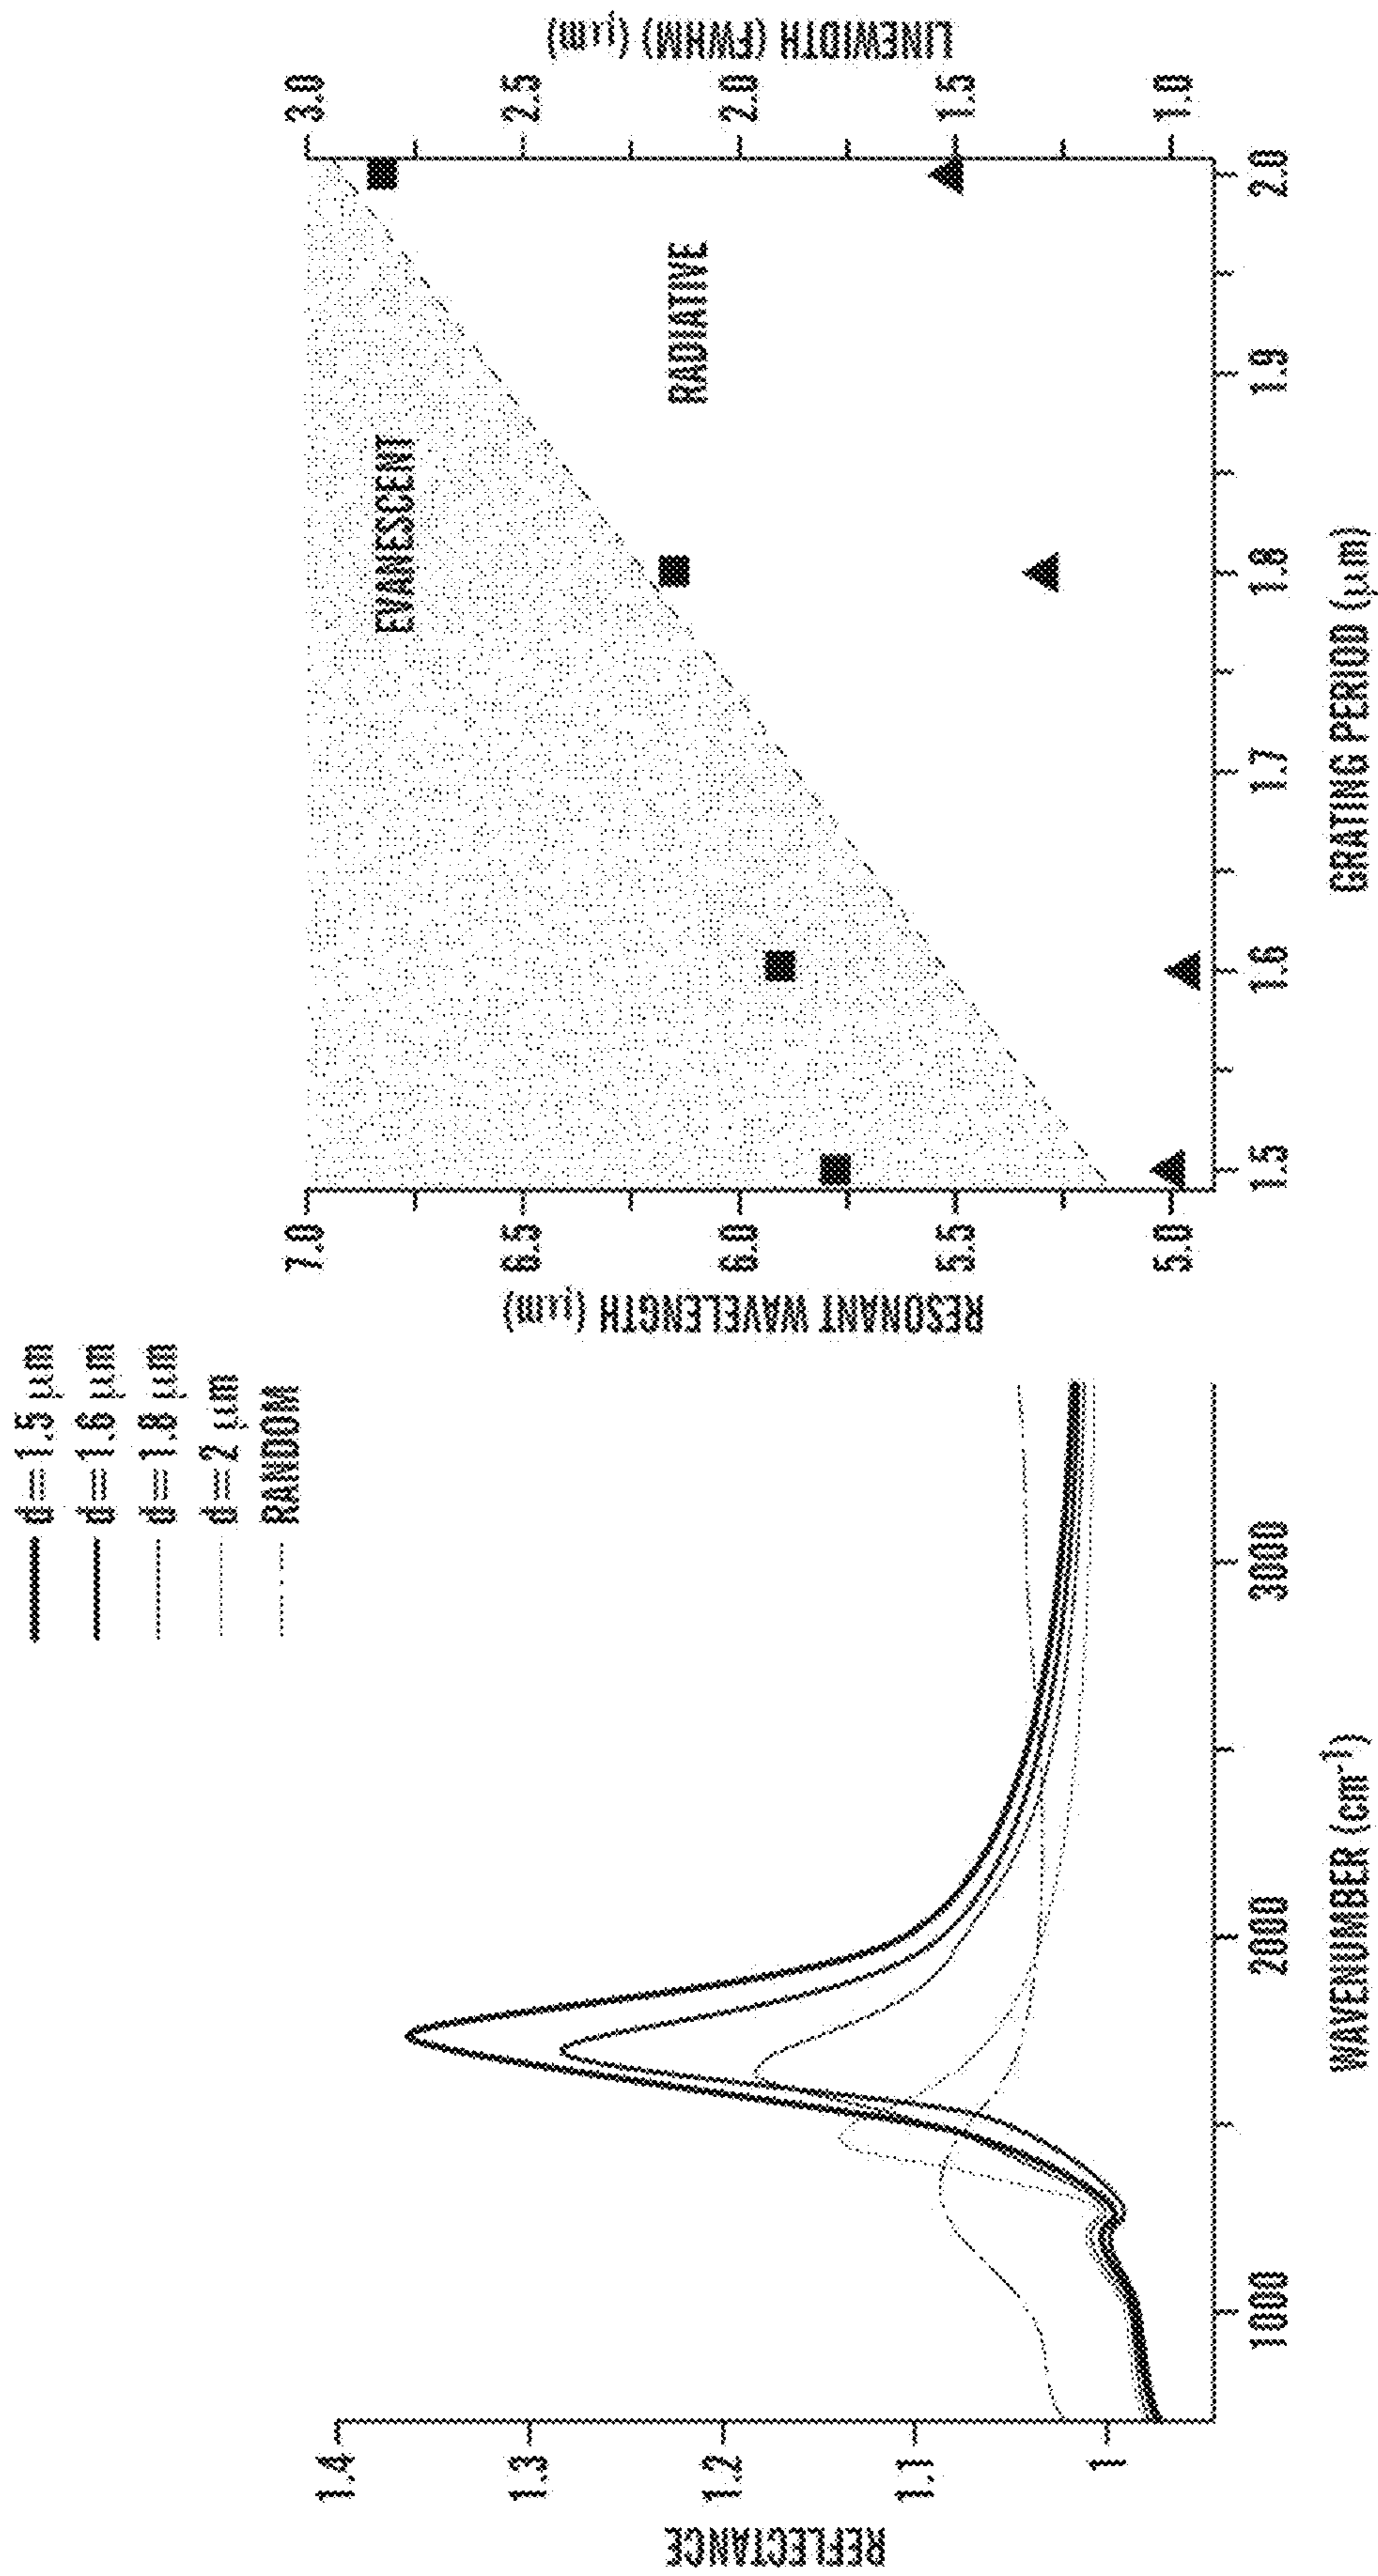 d=1.5 μm
d=1.6 μm
d=1.8 μm
d=2 μm
RANDOM
REFLECTANCE
1.4
1.3
1.2
1.1
1
1000
2000
3000
WAVENUMBER (cm⁻¹)
RESONANT WAVELENGTH (μm)
7.0
6.5
6.0
5.5
5.0
EVANESCENT
RADIATIVE
3.0
2.5
2.0
1.5
1.0
LINEWIDTH (FWHM) (μm)
1.5
1.6
1.7
1.8
1.9
2.0
GRATING PERIOD (μm)